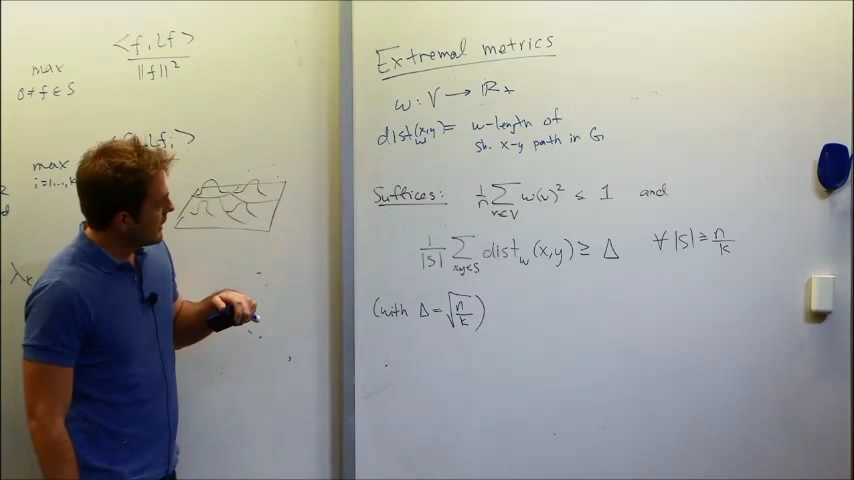 <f, Lf>
max
0≠f∈S
||f||²
max
i=1...,k
λₖ
Extremal metrics
w: V → ℝ₊
dist_w(x,y) = w-length of
sh. x-y path in G
Suffices: 1/n ∑_{v∈V} w(v)² ≤ 1 and
1/|S| ∑_{x,y∈S} dist_w(x,y) ≥ Δ ∀ |S| ≥ n/k
(with Δ = √(n/k))